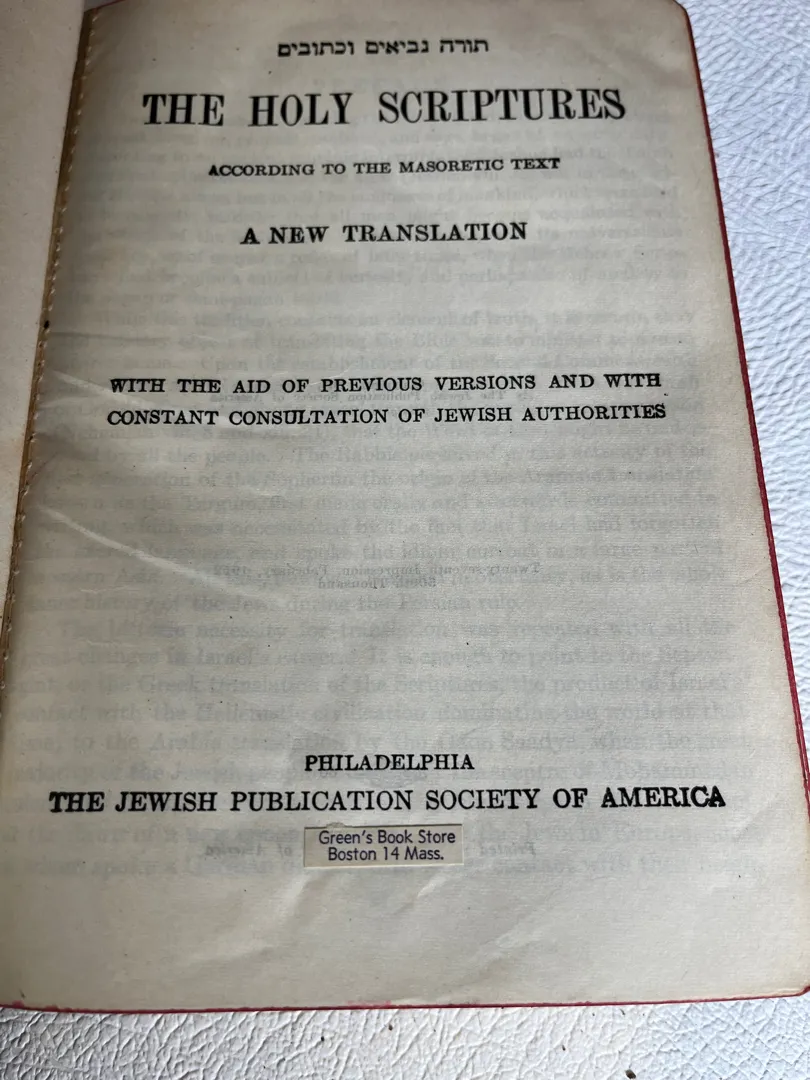 תורה נביאים וכתובים
THE HOLY SCRIPTURES
ACCORDING TO THE MASORETIC TEXT
A NEW TRANSLATION
WITH THE AID OF PREVIOUS VERSIONS AND WITH
CONSTANT CONSULTATION OF JEWISH AUTHORITIES
PHILADELPHIA
THE JEWISH PUBLICATION SOCIETY OF AMERICA
Green's Book Store
Boston 14 Mass.